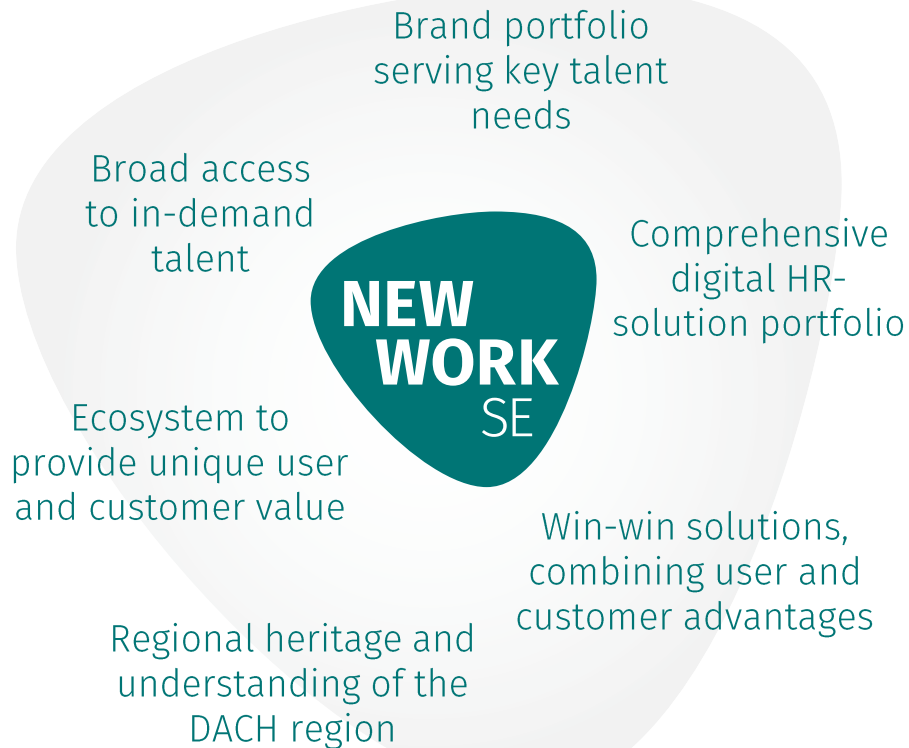 Brand portfolio
serving key talent
needs
Broad access
to in-demand
talent
Comprehensive
digital HR-
solution portfolio
NEW
WORK
SE
Ecosystem to
provide unique user
and customer value
Win-win solutions,
combining user and
customer advantages
Regional heritage and
understanding of the
DACH region